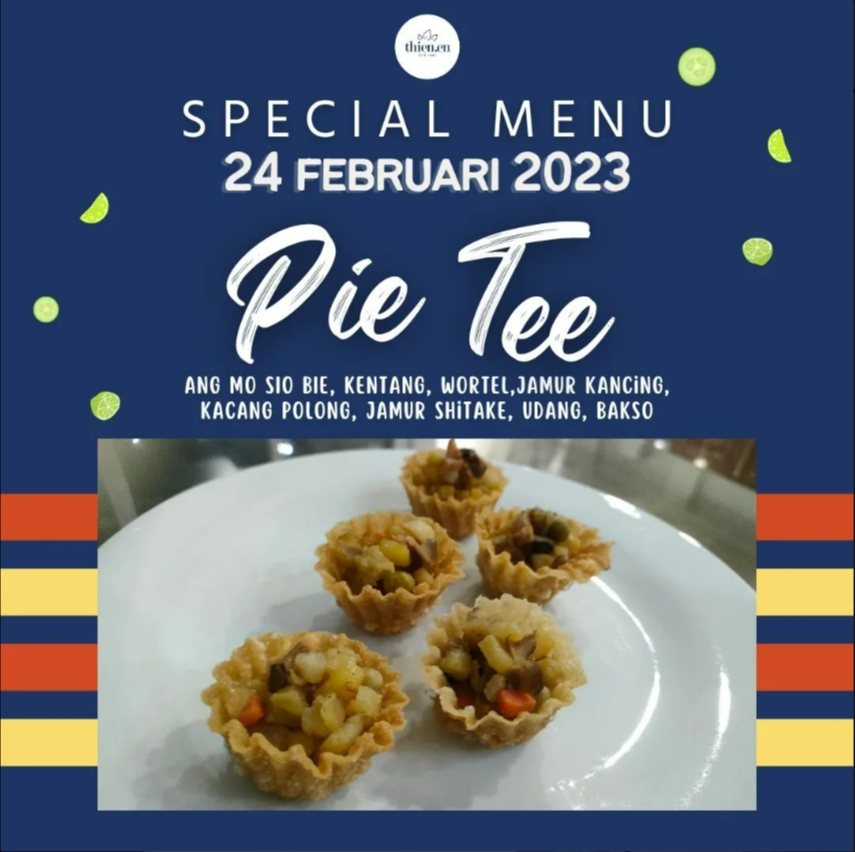 thien.en
SPECIAL MENU
24 FEBRUARI 2023
Pie Tee
ANG MO SIO BIE, KENTANG, WORTEL,JAMUR KANCiNG,
KACANG POLONG, JAMUR SHiTAKE, UDANG, BAKSO